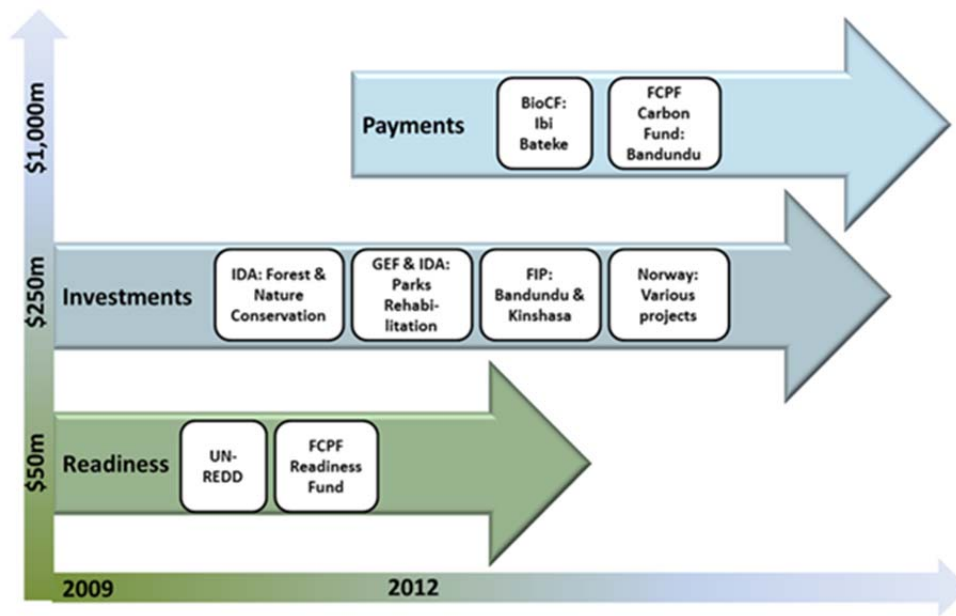 $1,000m
Payments
BioCF:
Ibi
Bateke
FCPF
Carbon
Fund:
Bandundu
$250m
Investments
IDA: Forest &
Nature
Conservation
GEF & IDA:
Parks
Rehabi-
litation
FIP:
Bandundu &
Kinshasa
Norway:
Various
projects
$50m
Readiness
UN-
REDD
FCPF
Readiness
Fund
2009
2012